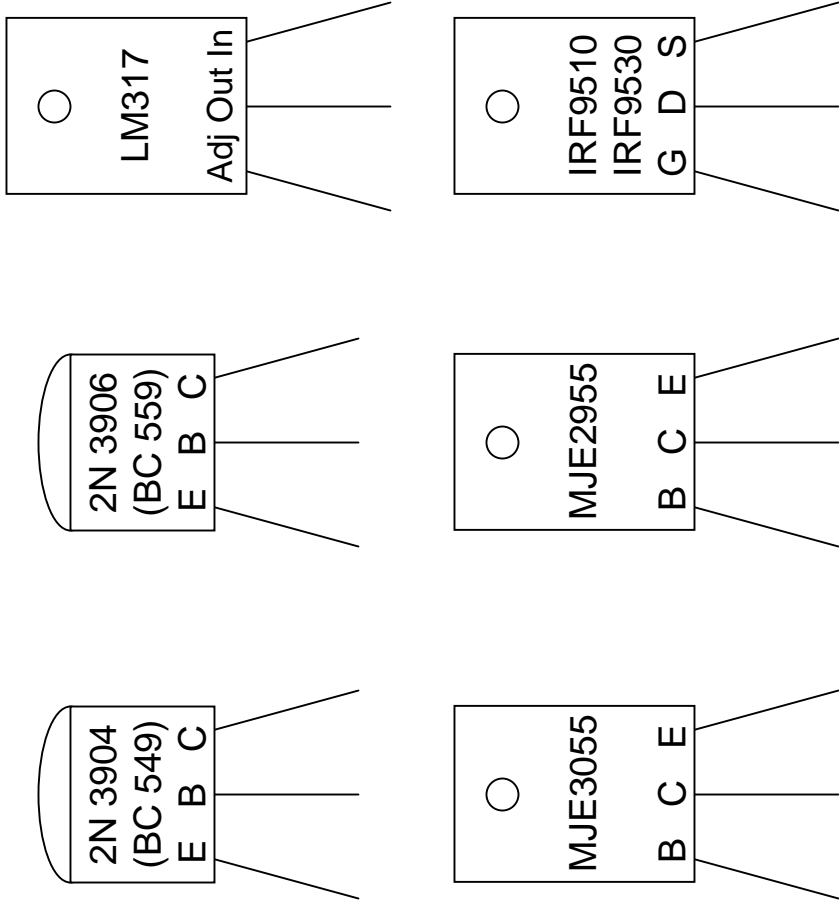 2N 3904
(BC 549)
E B C
2N 3906
(BC 559)
E B C
LM317
Adj Out In
MJE3055
B C E
MJE2955
B C E
IRF9510
IRF9530
G D S